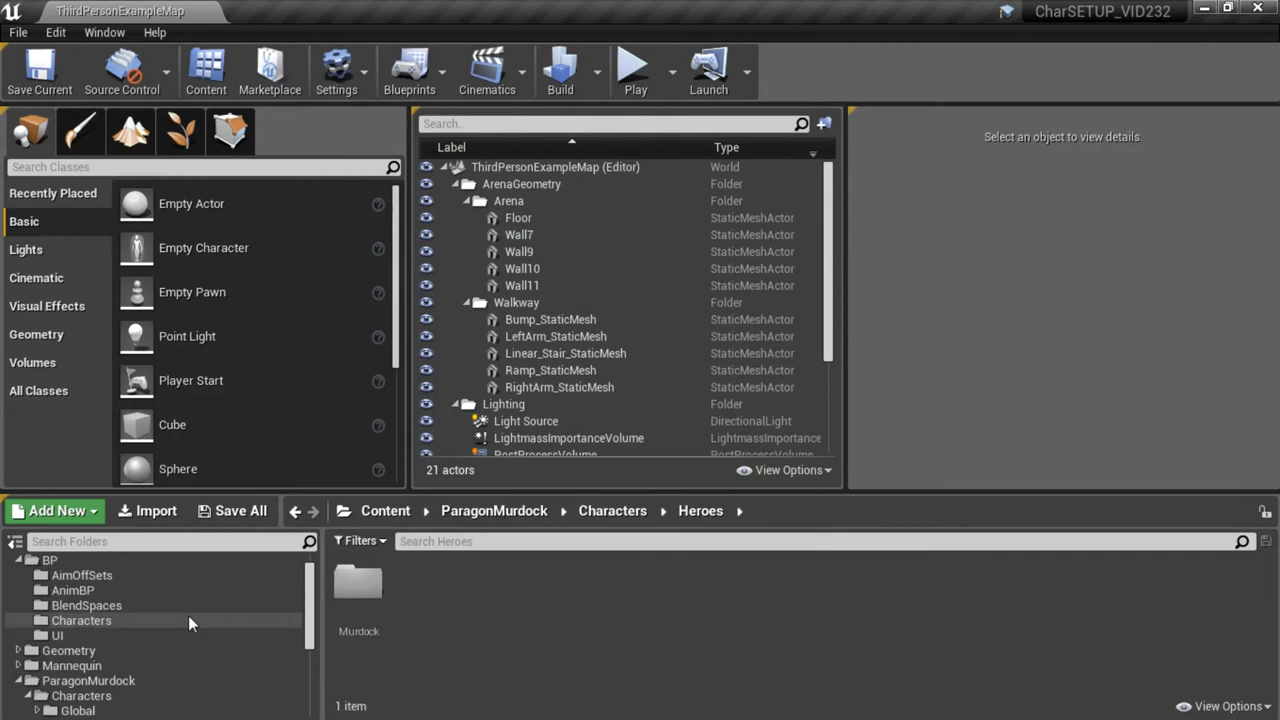 ThirdPersonExampleMap
CharSETUP_VID232
File Edit Window Help
Save Current Source Control Content Marketplace Settings Blueprints Cinematics Build Play Launch
Search Classes
Recently Placed
Basic
Lights
Cinematic
Visual Effects
Geometry
Volumes
All Classes
Empty Actor
Empty Character
Empty Pawn
Point Light
Player Start
Cube
Sphere
Search...
Label Type
ThirdPersonExampleMap (Editor) World
ArenaGeometry Folder
Arena Folder
Floor StaticMeshActor
Wall7 StaticMeshActor
Wall9 StaticMeshActor
Wall10 StaticMeshActor
Wall11 StaticMeshActor
Walkway Folder
Bump_StaticMesh StaticMeshActor
LeftArm_StaticMesh StaticMeshActor
Linear_Stair_StaticMesh StaticMeshActor
Ramp_StaticMesh StaticMeshActor
RightArm_StaticMesh StaticMeshActor
Lighting Folder
Light Source DirectionalLight
LightmassImportanceVolume LightmassImportance
PostProcessVolume PostProcessVolume
21 actors View Options
Select an object to view details.
Add New Import Save All Content ParagonMurdock Characters Heroes
Search Folders
BP
AimOffSets
AnimBP
BlendSpaces
Characters
UI
Geometry
Mannequin
ParagonMurdock
Characters
Global
Filters Search Heroes
Murdock
1 item View Options